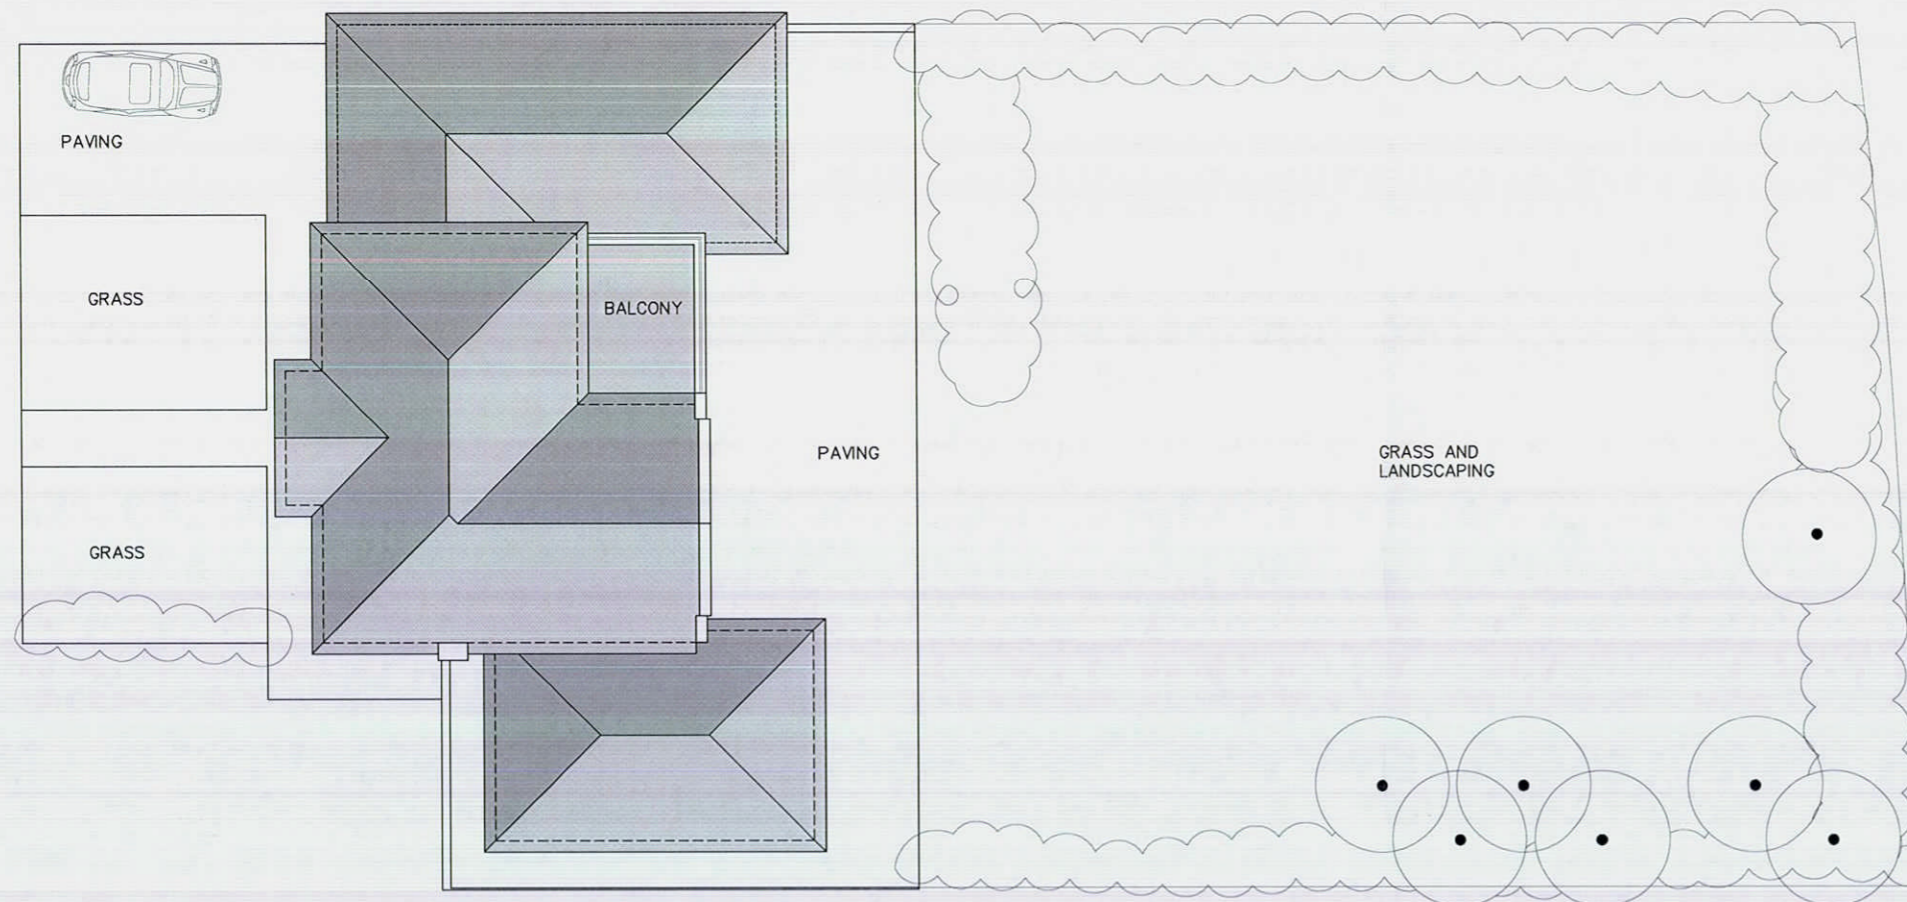 PAVING
GRASS
BALCONY
PAVING
GRASS AND
LANDSCAPING
GRASS